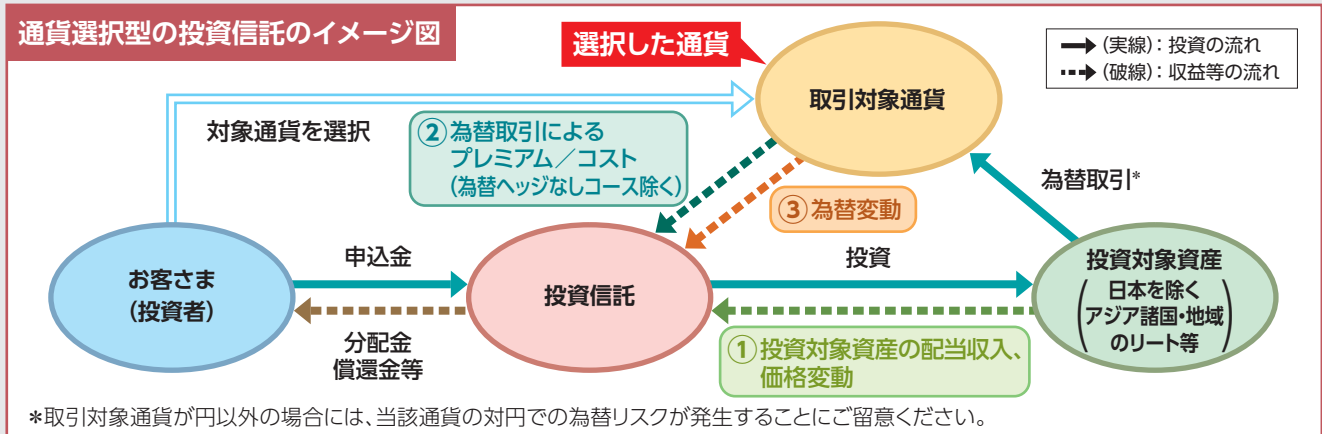 通貨選択型の投資信託のイメージ図
選択した通貨
(実線):投資の流れ
(破線):収益等の流れ
取引対象通貨
対象通貨を選択
②為替取引による
プレミアム/コスト
(為替ヘッジなしコース除く)
為替取引*
③為替変動
お客さま
(投資者)
申込金
投資信託
投資
投資対象資産
(日本を除く
アジア諸国・地域
のリート等)
分配金
償還金等
①投資対象資産の配当収入、
価格変動
*取引対象通貨が円以外の場合には、当該通貨の対円での為替リスクが発生することにご留意ください。